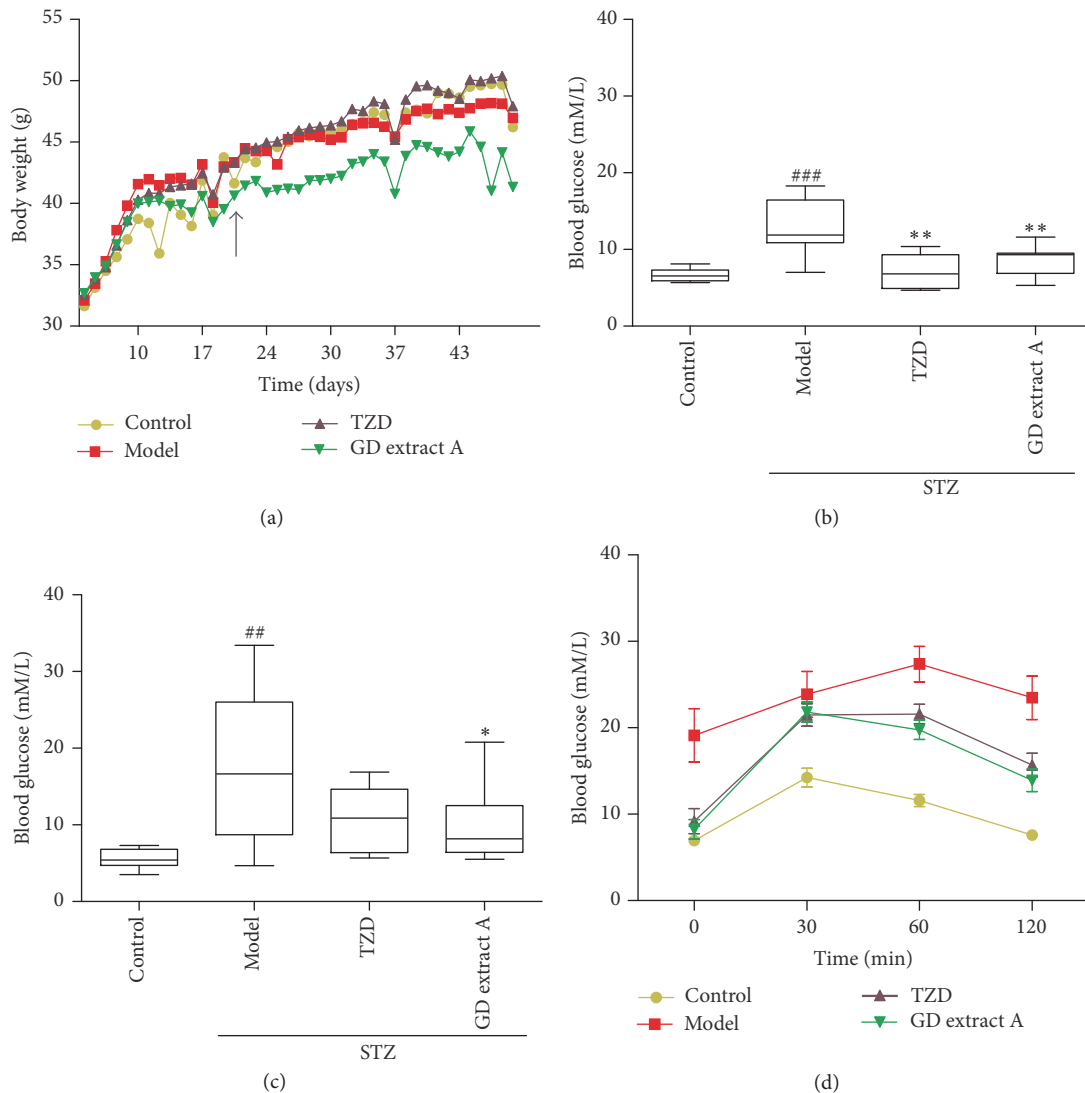 55
50
45
40
35
30
Body weight (g)
10 17 24 30 37 43
Time (days)
Control
Model
TZD
GD extract A
(a)
40
30
20
10
0
Blood glucose (mM/L)
###
**
**
Control
Model
TZD
GD extract A
STZ
(b)
40
30
20
10
0
Blood glucose (mM/L)
##
*
Control
Model
TZD
GD extract A
STZ
(c)
40
30
20
10
0
Blood glucose (mM/L)
0 30 60 120
Time (min)
Control
Model
TZD
GD extract A
(d)